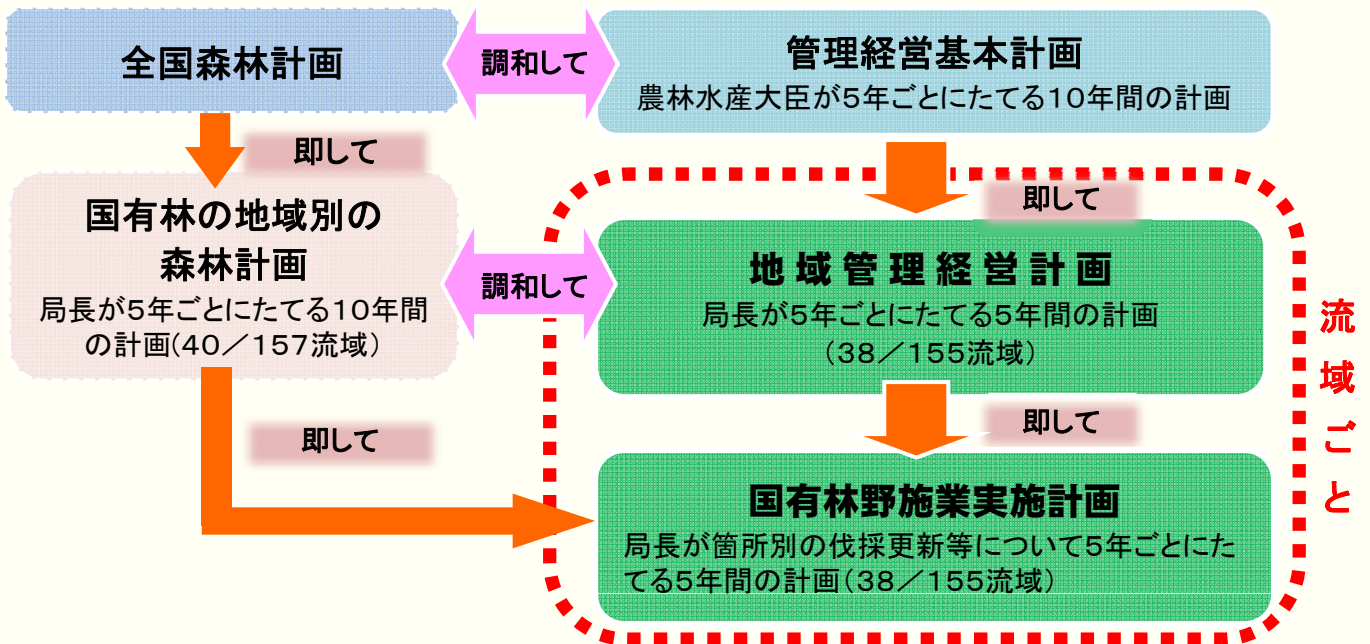 全国森林計画
調和して
管理経営基本計画
農林水産大臣が5年ごとにたてる10年間の計画
即して
即して
国有林の地域別の
森林計画
局長が5年ごとにたてる10年間
の計画(40／157流域)
調和して
地域管理経営計画
局長が5年ごとにたてる5年間の計画
(38／155流域)
即して
即して
国有林野施業実施計画
局長が箇所別の伐採更新等について5年ごとにた
てる5年間の計画(38／155流域)
流域ごと